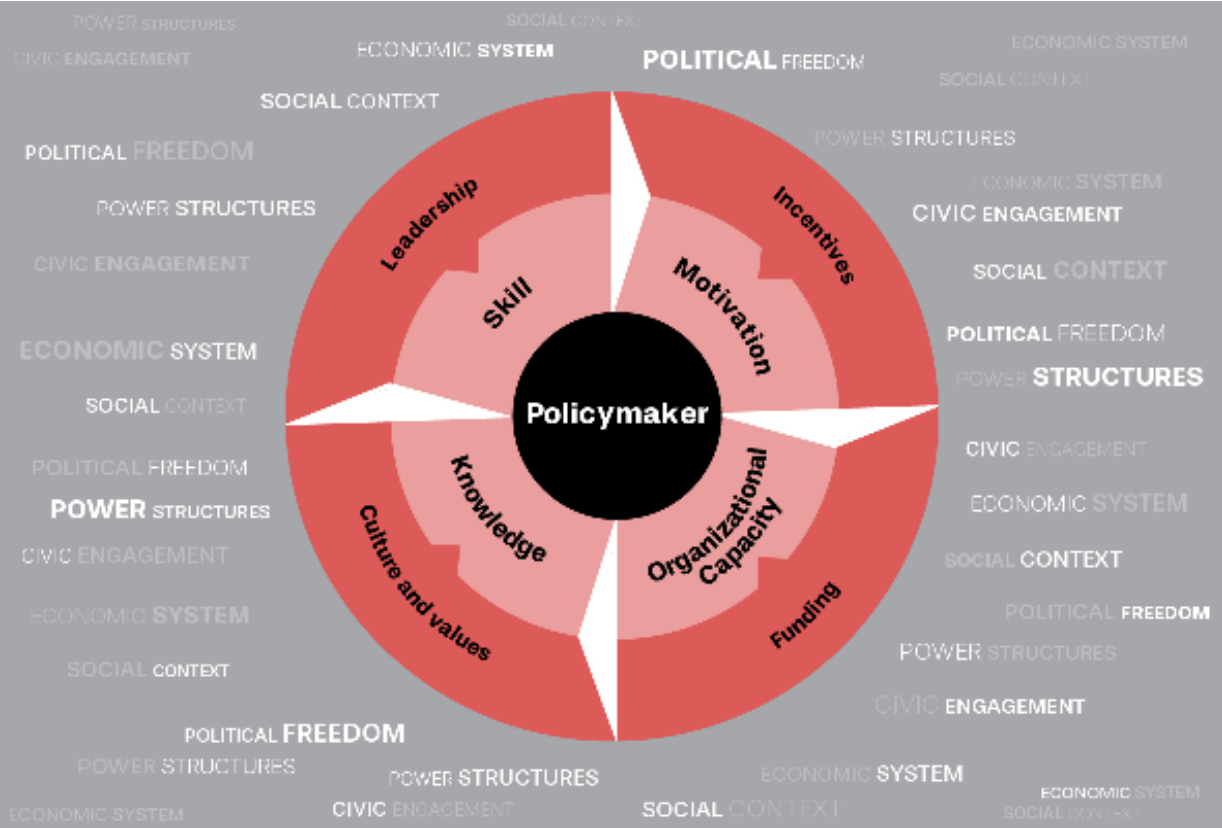 POWER STRUCTURES
SOCIAL CONTEXT
ECONOMIC SYSTEM
CIVIC ENGAGEMENT
ECONOMIC SYSTEM
POLITICAL FREEDOM
SOCIAL CONTEXT
SOCIAL CONTEXT
POWER STRUCTURES
POLITICAL FREEDOM
ECONOMIC SYSTEM
POWER STRUCTURES
CIVIC ENGAGEMENT
CIVIC ENGAGEMENT
SOCIAL CONTEXT
POLITICAL FREEDOM
ECONOMIC SYSTEM
POWER STRUCTURES
SOCIAL CONTEXT
CIVIC ENGAGEMENT
POLITICAL FREEDOM
ECONOMIC SYSTEM
POWER STRUCTURES
SOCIAL CONTEXT
CIVIC ENGAGEMENT
POLITICAL FREEDOM
ECONOMIC SYSTEM
POWER STRUCTURES
SOCIAL CONTEXT
CIVIC ENGAGEMENT
POLITICAL FREEDOM
POWER STRUCTURES
ECONOMIC SYSTEM
POWER STRUCTURES
ECONOMIC SYSTEM
CIVIC ENGAGEMENT
SOCIAL CONTEXT
SOCIAL CONTEXT
ECONOMIC SYSTEM
Leadership
Incentives
Skill
Motivation
Policymaker
Knowledge
Organizational
Capacity
Culture and values
Funding